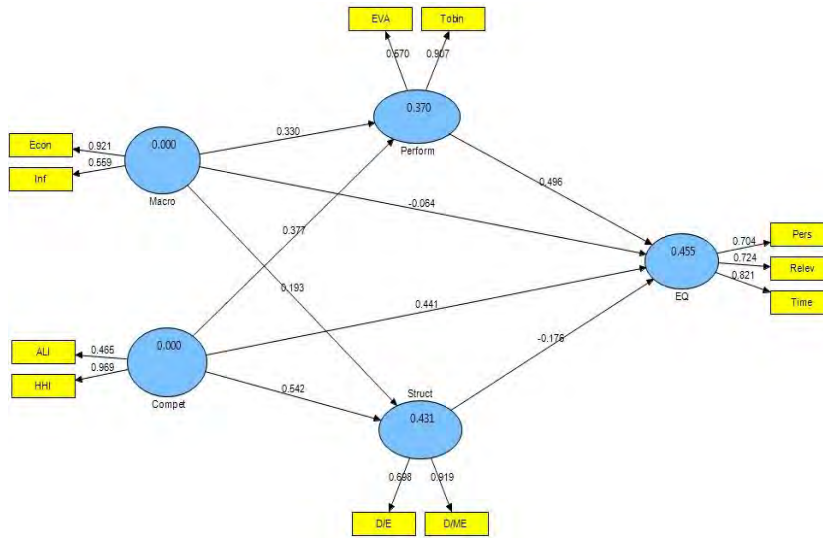 EVA
Tobin
0.570
0.907
0.370
Perform
Econ
0.921
0.000
0.330
Inf
0.559
Macro
0.496
-0.064
0.377
0.704
Pers
0.455
0.724
Relev
EQ
0.821
Time
0.193
0.441
ALI
0.465
0.000
-0.176
HHI
0.969
Compet
0.542
Struct
0.431
0.698
0.919
D/E
D/ME